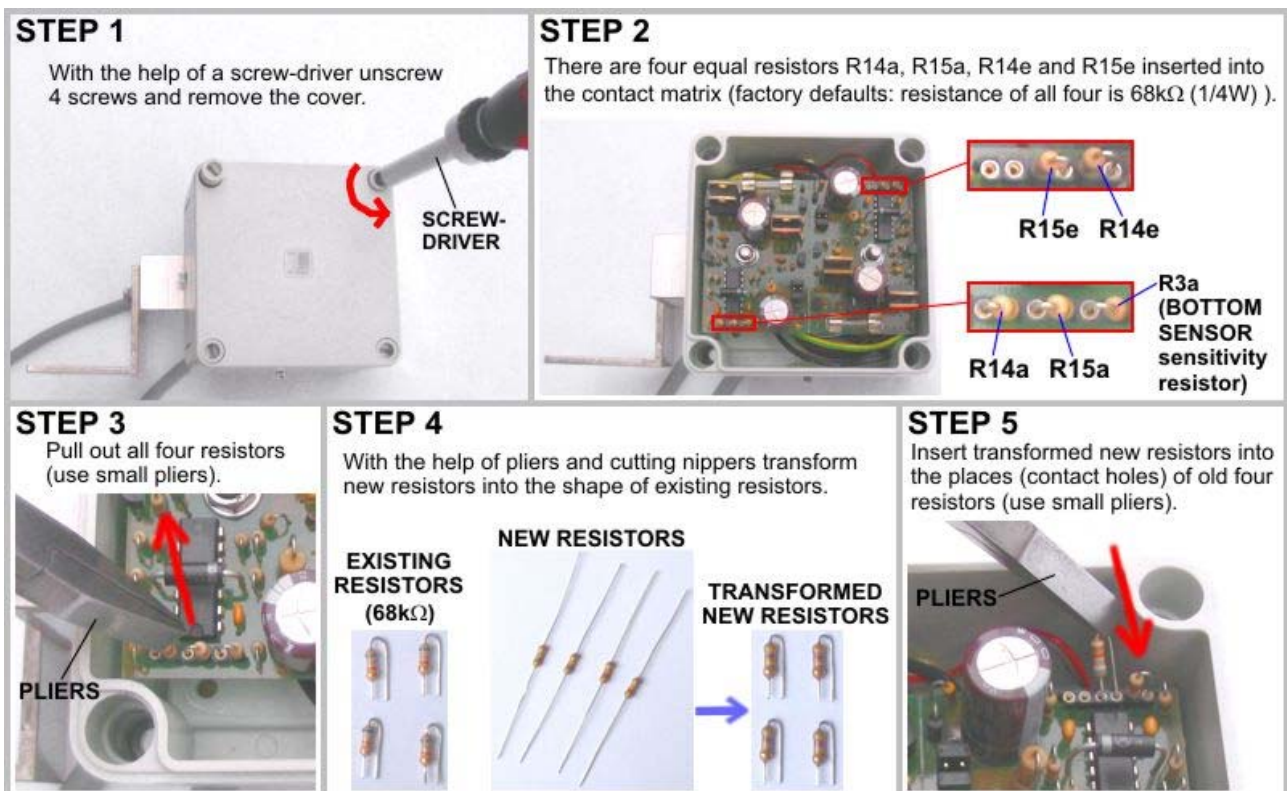 STEP 1
With the help of a screw-driver unscrew
4 screws and remove the cover.
SCREW-
DRIVER
STEP 2
There are four equal resistors R14a, R15a, R14e and R15e inserted into
the contact matrix (factory defaults: resistance of all four is 68kΩ (1/4W) ).
R15e R14e
R3a
(BOTTOM
SENSOR
sensitivity
resistor)
R14a R15a
STEP 3
Pull out all four resistors
(use small pliers).
PLIERS
STEP 4
With the help of pliers and cutting nippers transform
new resistors into the shape of existing resistors.
EXISTING
RESISTORS
(68kΩ)
NEW RESISTORS
TRANSFORMED
NEW RESISTORS
STEP 5
Insert transformed new resistors into
the places (contact holes) of old four
resistors (use small pliers).
PLIERS